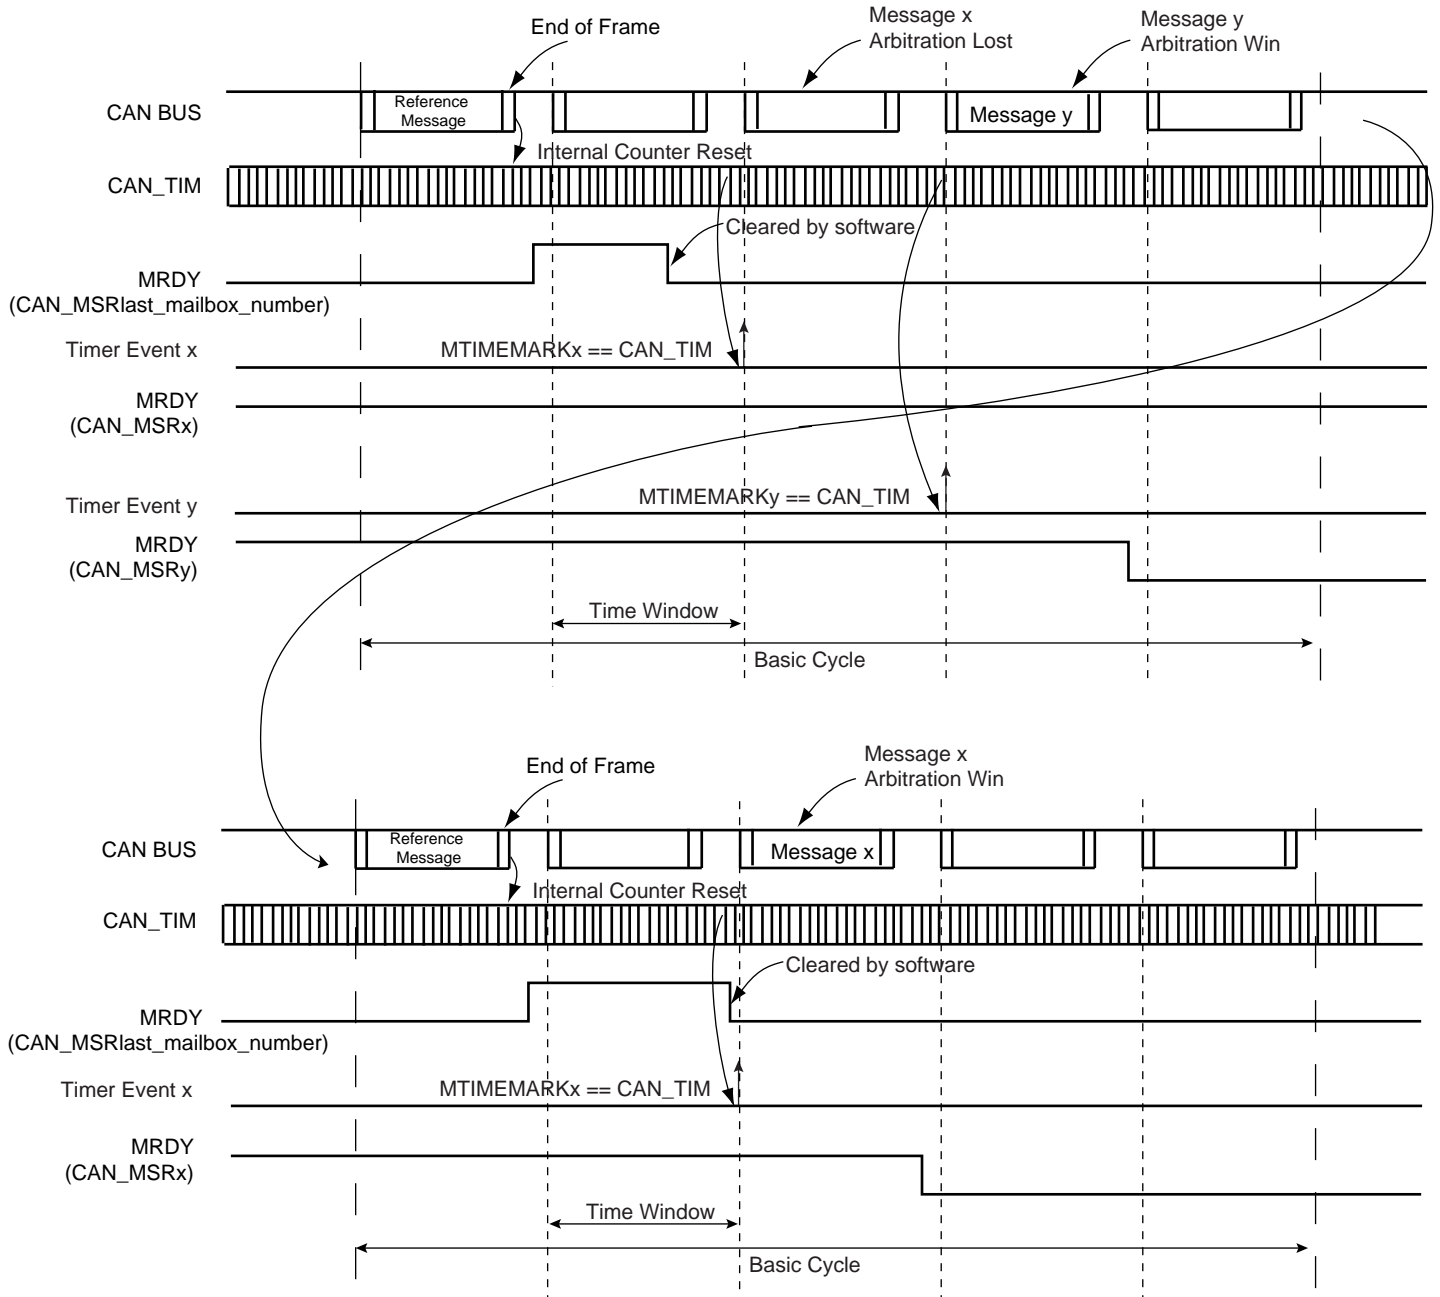 End of Frame
Message x
Arbitration Lost
Message y
Arbitration Win
CAN BUS
Reference
Message
Message y
Internal Counter Reset
CAN_TIM
Cleared by software
MRDY
(CAN_MSRlast_mailbox_number)
Timer Event x
MTIMEMARKx == CAN_TIM
MRDY
(CAN_MSRx)
Timer Event y
MTIMEMARKy == CAN_TIM
MRDY
(CAN_MSRy)
Time Window
Basic Cycle
End of Frame
Message x
Arbitration Win
CAN BUS
Reference
Message
Message x
Internal Counter Reset
CAN_TIM
Cleared by software
MRDY
(CAN_MSRlast_mailbox_number)
Timer Event x
MTIMEMARKx == CAN_TIM
MRDY
(CAN_MSRx)
Time Window
Basic Cycle